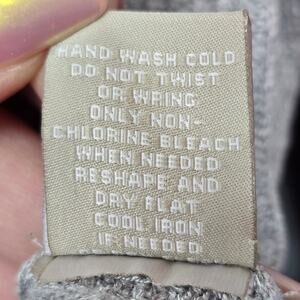 HAND WASH COLD
DO NOT TWIST
OR WRING
ONLY NON-
CHLORINE BLEACH
WHEN NEEDED
RESHAPE AND
DRY FLAT
COOL IRON
IF NEEDED